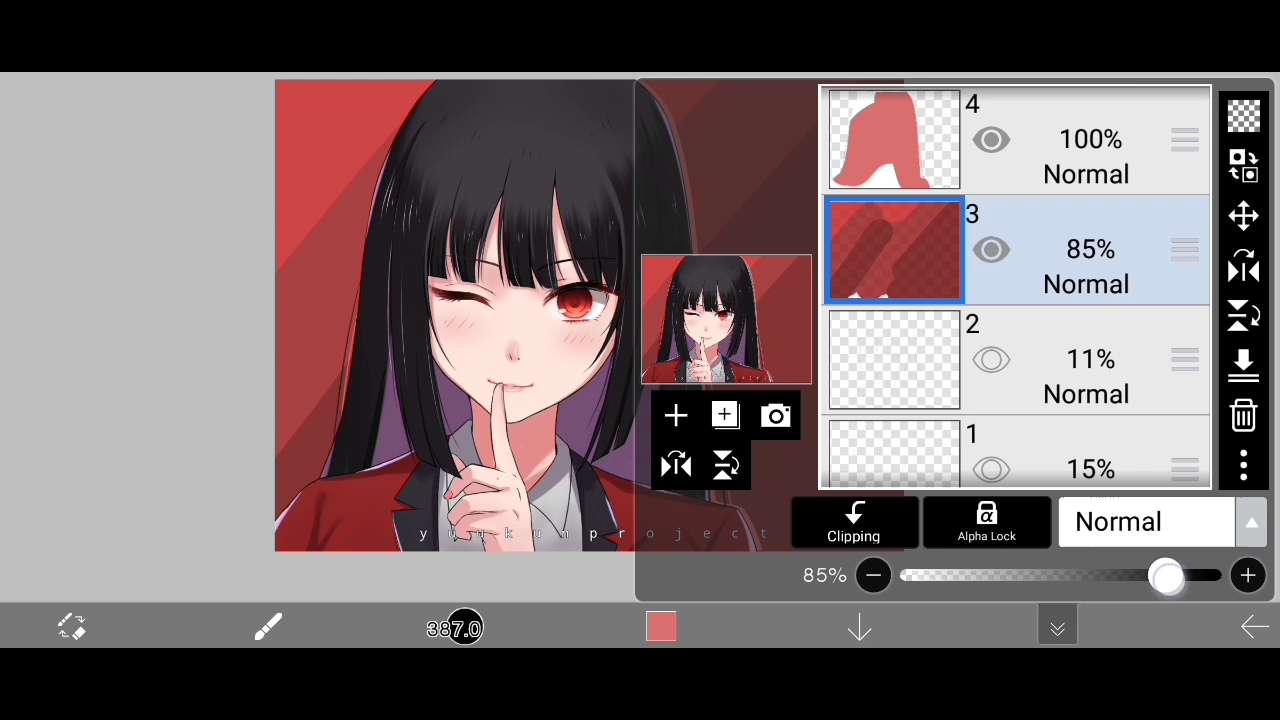 4
100%
Normal
3
85%
Normal
2
11%
Normal
1
15%
y u u k u n p r o j e c t
Clipping
α
Alpha Lock
Normal
85%
387.0